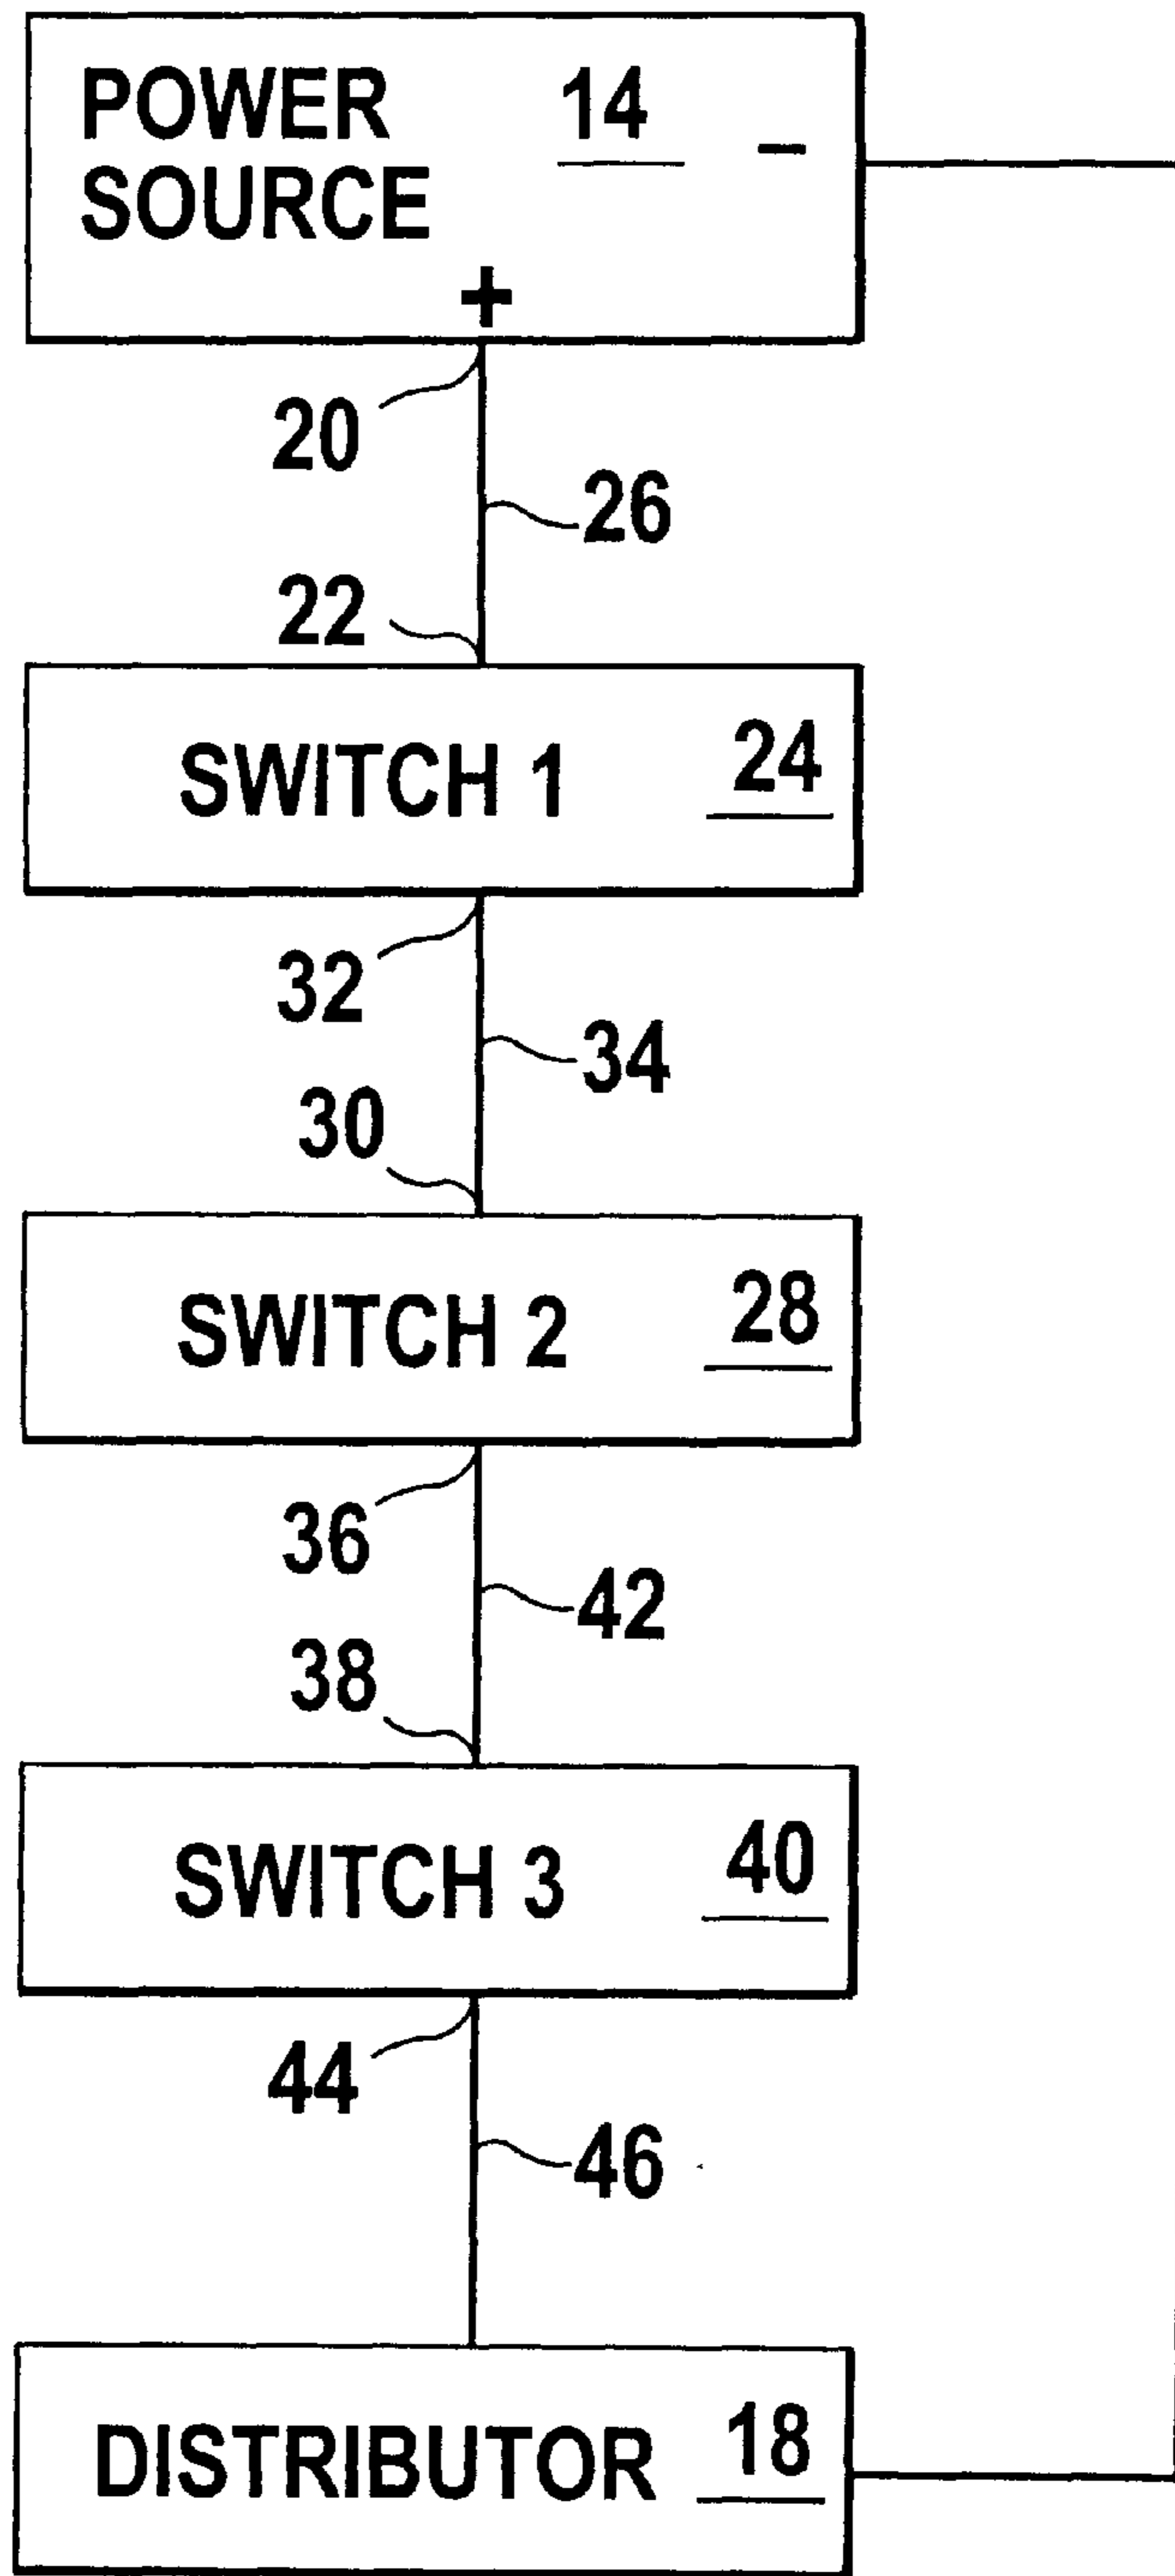 POWER 14 -
SOURCE
+
20
26
22
SWITCH 1 24
32
34
30
SWITCH 2 28
36
42
38
SWITCH 3 40
44
46
DISTRIBUTOR 18